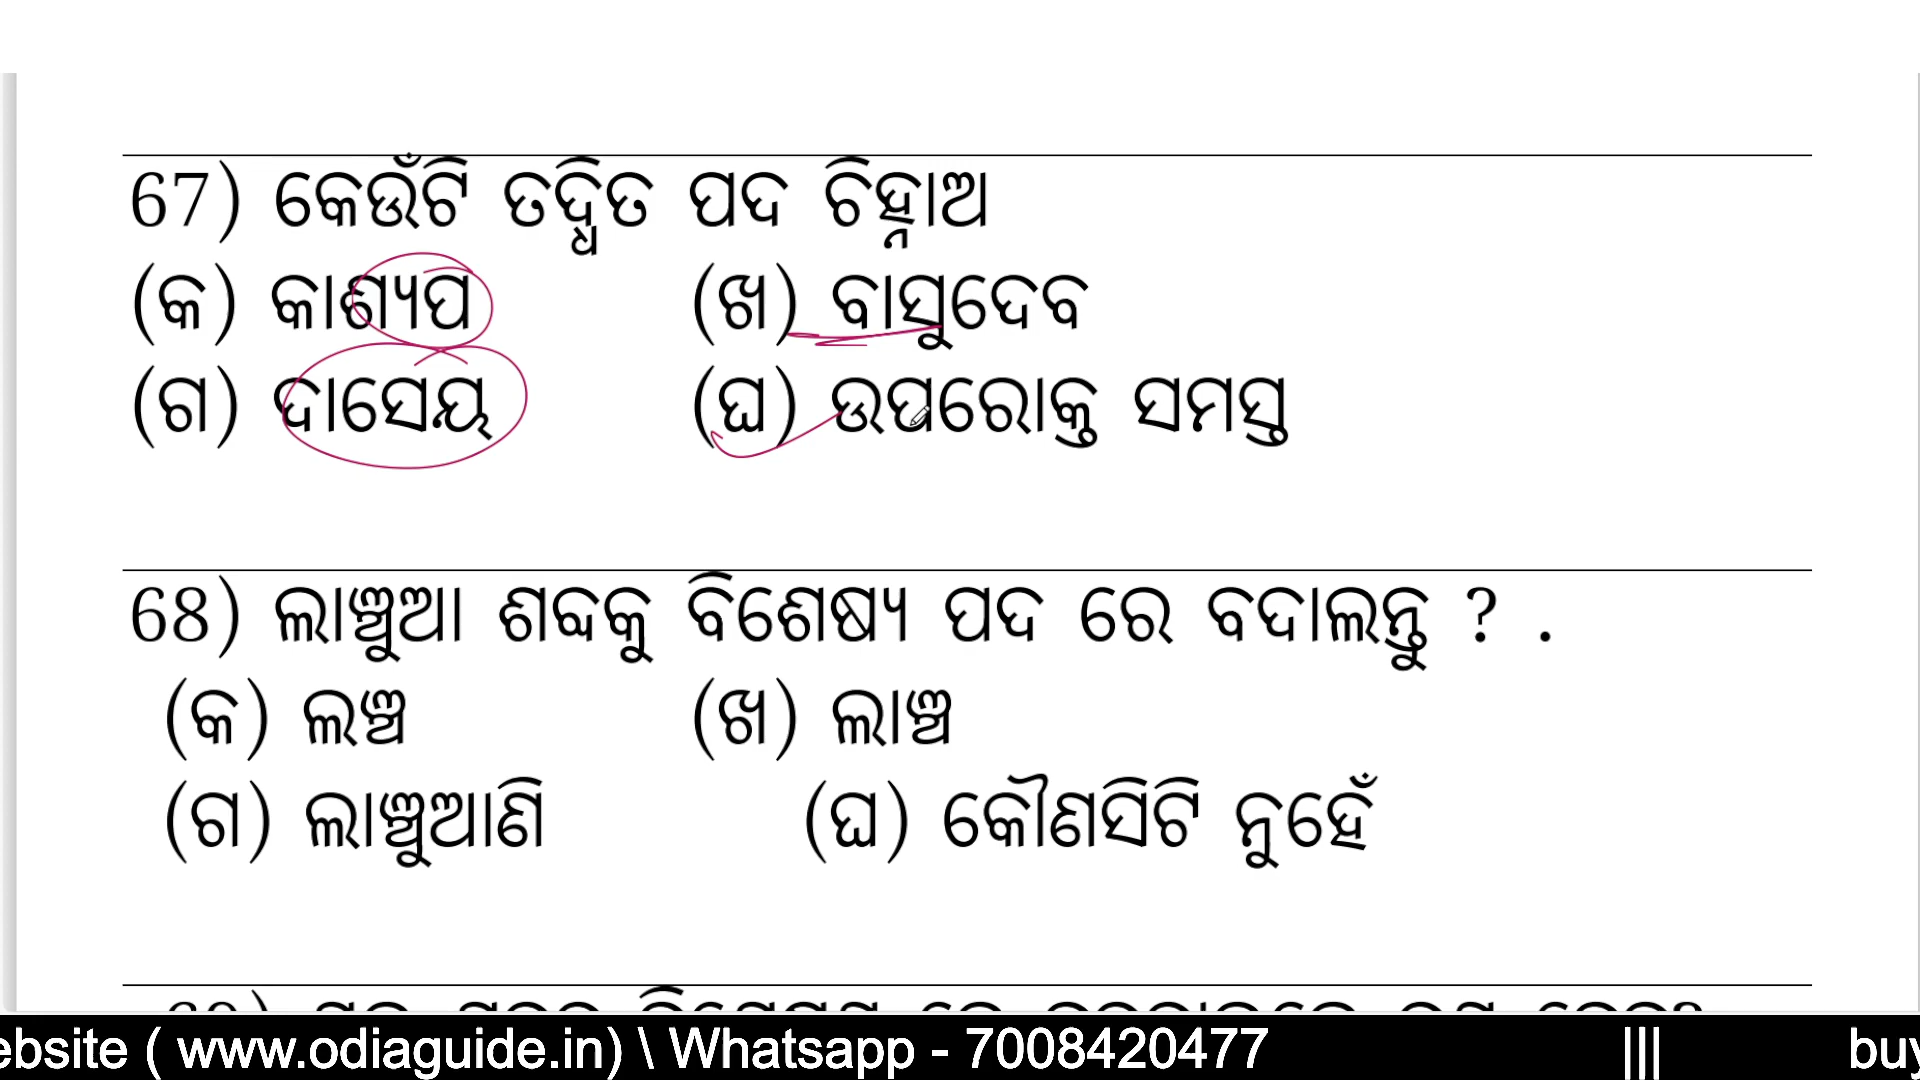 67) କେଉଁଟି ତଦ୍ଧିତ ପଦ ଚିହ୍ନାଅ
(କ) କାଶ୍ୟପ (ଖ) ବାସୁଦେବ
(ଗ) ଦାସେୟ (ଘ) ଉପରୋକ୍ତ ସମସ୍ତ
68) ଲାଞ୍ଚୁଆ ଶବ୍ଦକୁ ବିଶେଷ୍ୟ ପଦ ରେ ବଦାଲନ୍ତୁ ? .
(କ) ଲଞ୍ଚ (ଖ) ଲାଞ୍ଚ
(ଗ) ଲାଞ୍ଚୁଆଣି (ଘ) କୌଣସିଟି ନୁହେଁ
ebsite ( www.odiaguide.in) \ Whatsapp - 7008420477 ||| buy